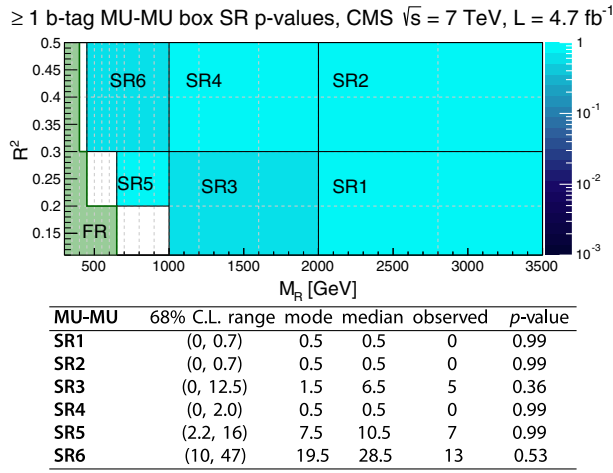 ≥ 1 b-tag MU-MU box SR p-values, CMS √s = 7 TeV, L = 4.7 fb⁻¹
0.5
0.4
0.3
0.2
0.15
R²
SR6 SR4 SR2
SR5 SR3 SR1
FR
1
10⁻¹
10⁻²
10⁻³
500 1000 1500 2000 2500 3000 3500
M_R [GeV]
MU-MU 68% C.L. range mode median observed p-value
SR1 (0, 0.7) 0.5 0.5 0 0.99
SR2 (0, 0.7) 0.5 0.5 0 0.99
SR3 (0, 12.5) 1.5 6.5 5 0.36
SR4 (0, 2.0) 0.5 0.5 0 0.99
SR5 (2.2, 16) 7.5 10.5 7 0.99
SR6 (10, 47) 19.5 28.5 13 0.53